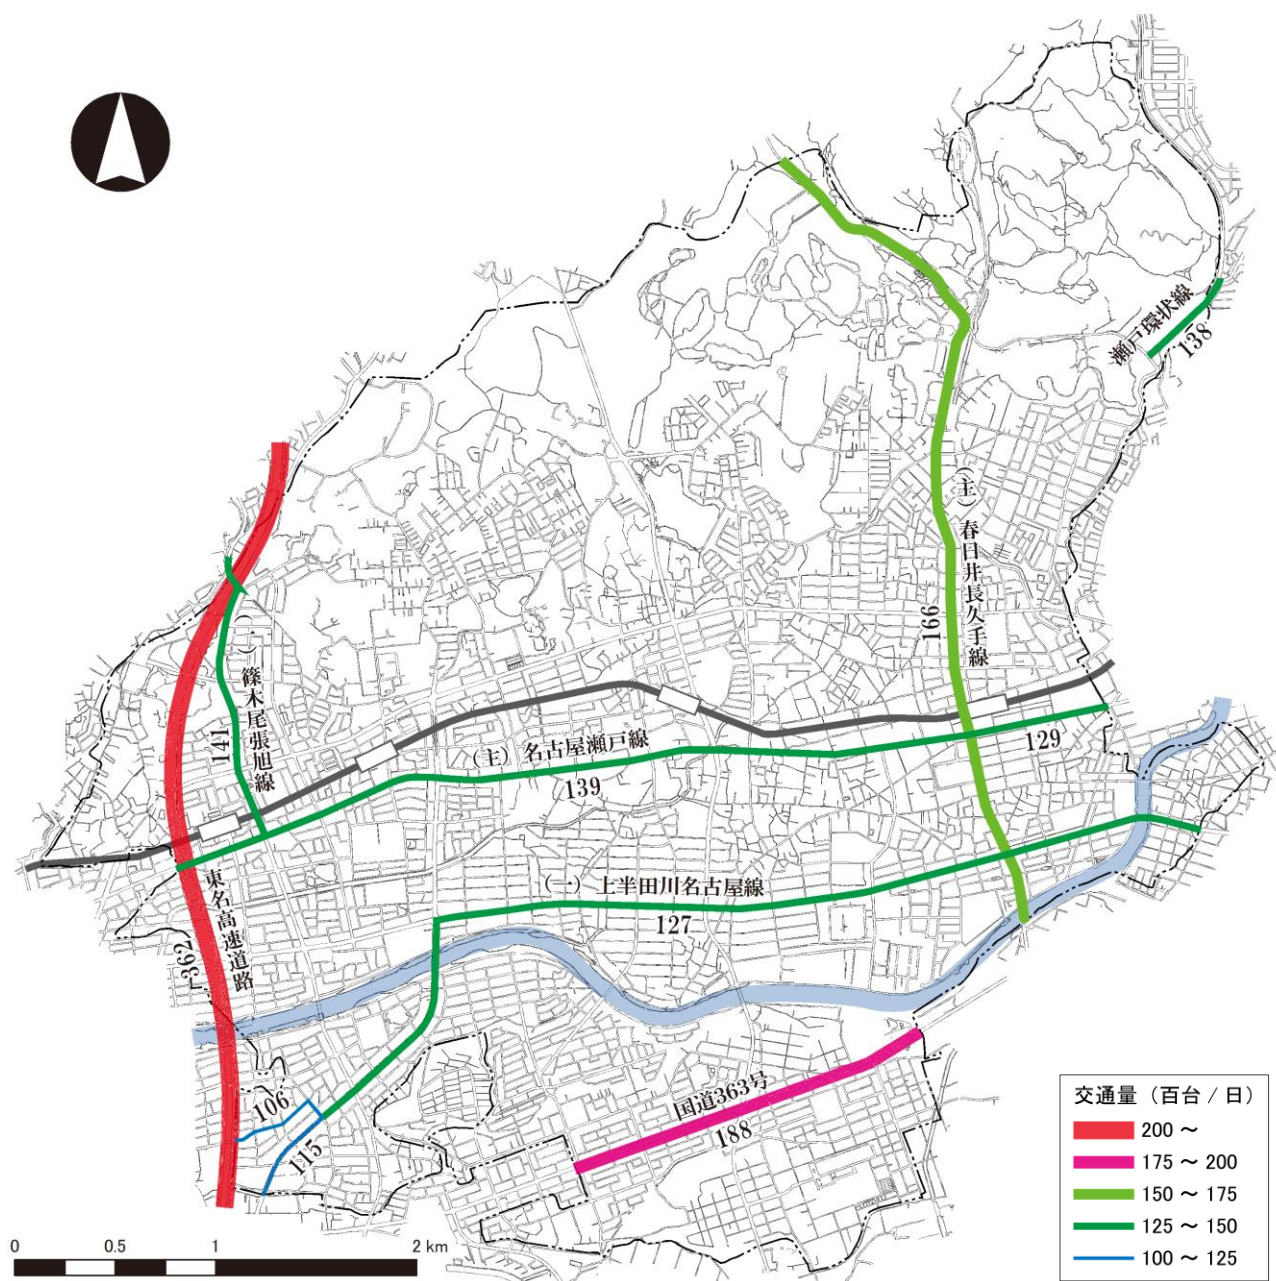 瀬戸環状線
138
(主) 春日井長久手線
166
(一) 篠木尾張旭線
141
(主) 名古屋瀬戸線
139
129
東名高速道路
362
(一) 上半田川名古屋線
127
国道363号
188
106
115
交通量 (百台 / 日)
200 ~
175 ~ 200
150 ~ 175
125 ~ 150
100 ~ 125
0 0.5 1 2 km